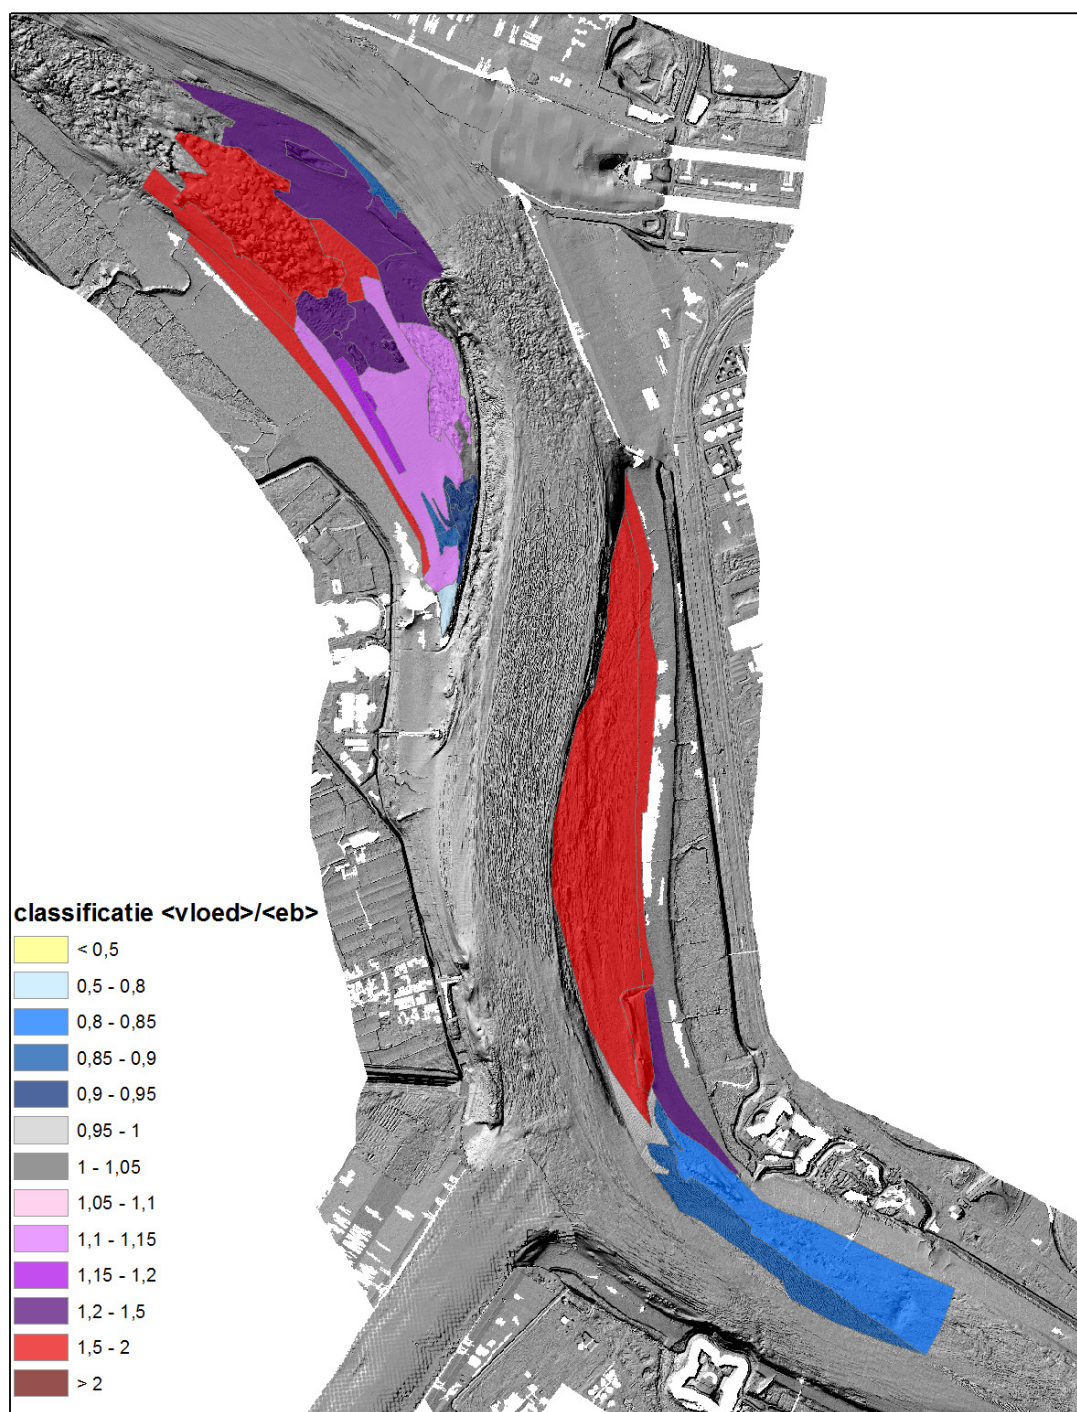 classificatie <vloed>/<eb>
< 0,5
0,5 - 0,8
0,8 - 0,85
0,85 - 0,9
0,9 - 0,95
0,95 - 1
1 - 1,05
1,05 - 1,1
1,1 - 1,15
1,15 - 1,2
1,2 - 1,5
1,5 - 2
> 2